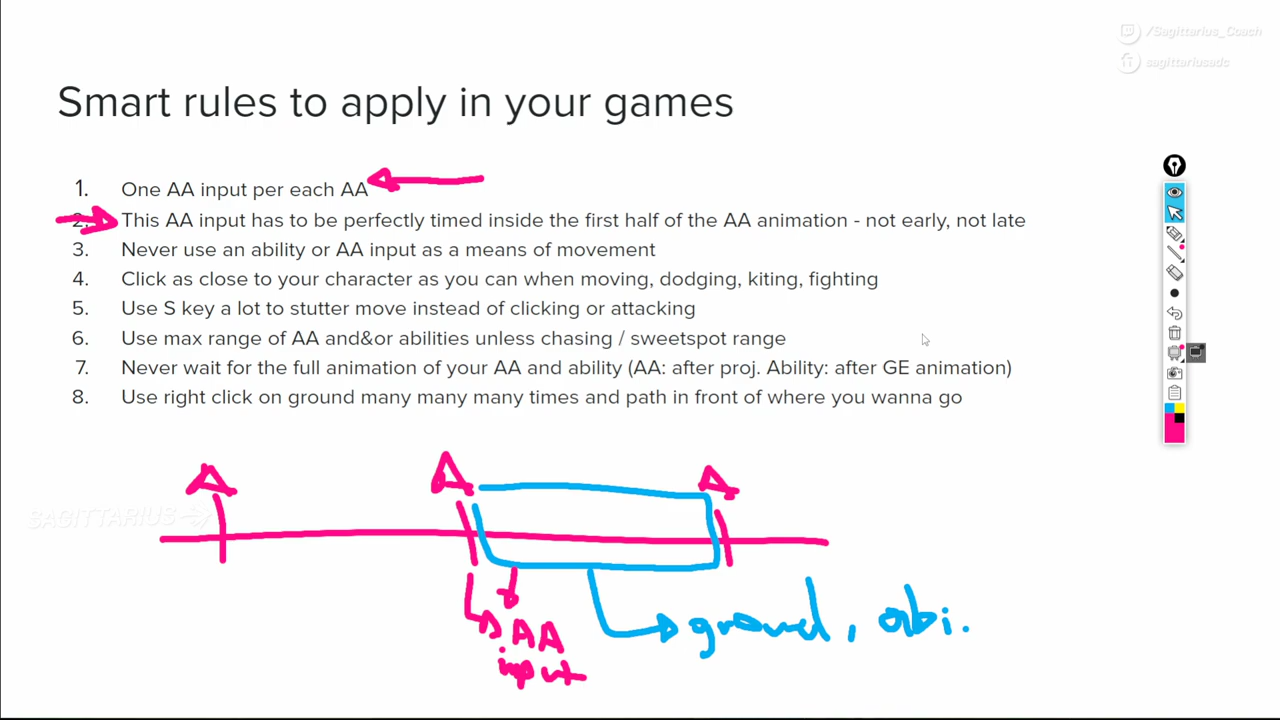 /Sagittarius_Coach
sagittariusadc
Smart rules to apply in your games
1. One AA input per each AA
2. This AA input has to be perfectly timed inside the first half of the AA animation - not early, not late
3. Never use an ability or AA input as a means of movement
4. Click as close to your character as you can when moving, dodging, kiting, fighting
5. Use S key a lot to stutter move instead of clicking or attacking
6. Use max range of AA and&or abilities unless chasing / sweetspot range
7. Never wait for the full animation of your AA and ability (AA: after proj. Ability: after GE animation)
8. Use right click on ground many many many times and path in front of where you wanna go
A A A
SAGITTARIUS
AA
input
ground, abi.